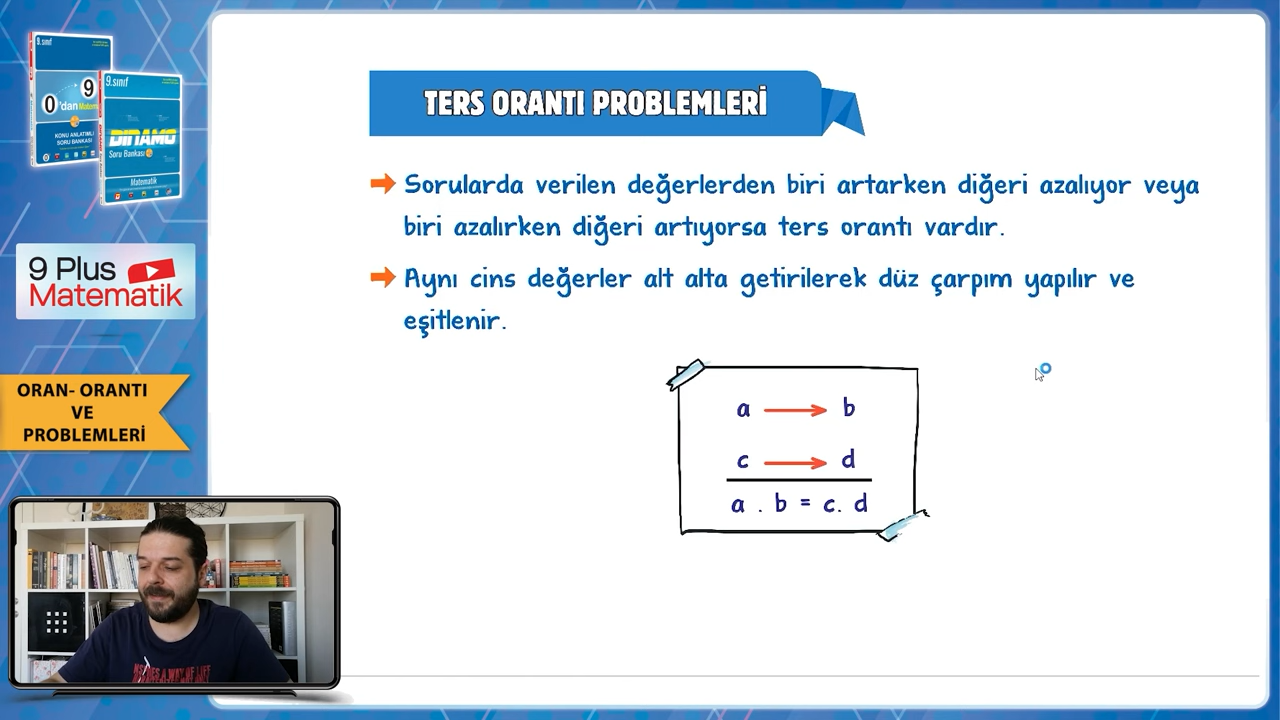 9.sınıf
0'dan 9
KONU ANLATIMLI
SORU BANKASI
9.sınıf
DİNAMO
Soru Bankası
Matematik
9 Plus
Matematik
ORAN- ORANTI
VE
PROBLEMLERİ
TERS ORANTI PROBLEMLERİ
Sorularda verilen değerlerden biri artarken diğeri azalıyor veya
biri azalırken diğeri artıyorsa ters orantı vardır.
Aynı cins değerler alt alta getirilerek düz çarpım yapılır ve
eşitlenir.
a → b
c → d
a . b = c. d